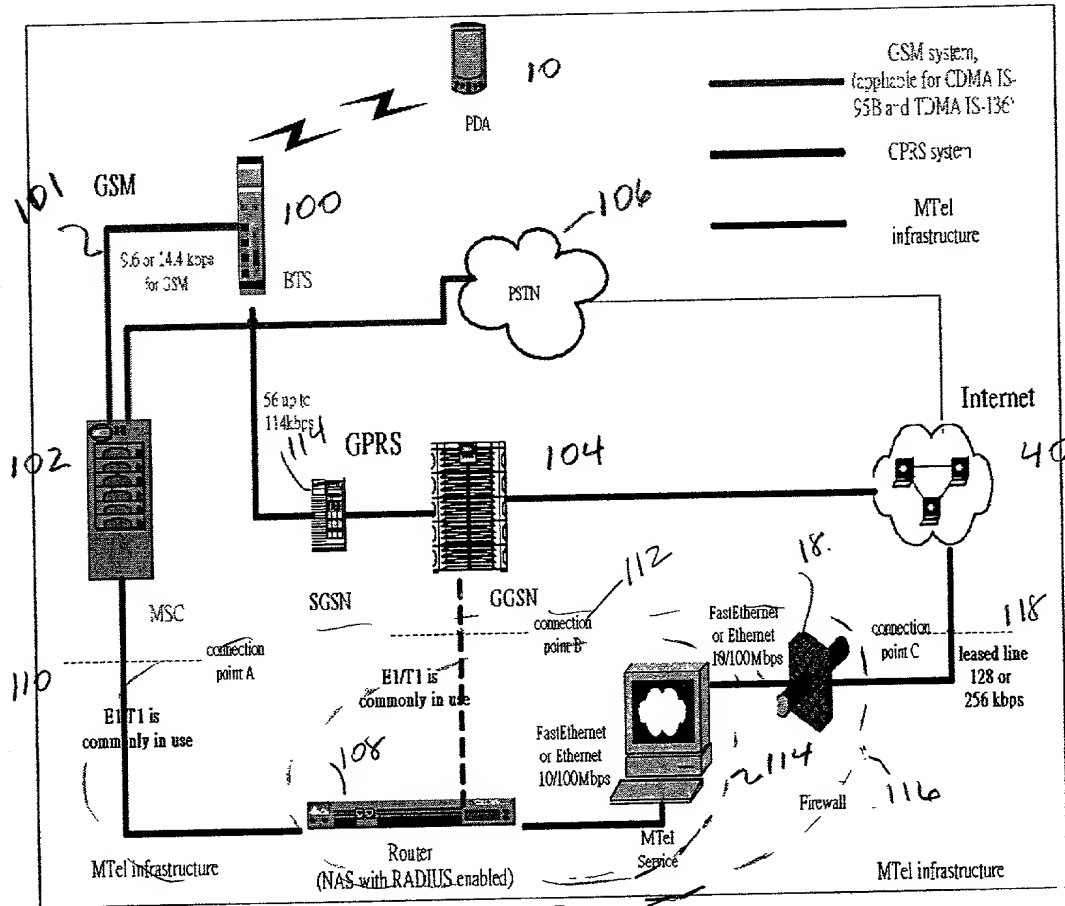 10
PDA
GSM system,
(applicable for CDMA IS-
95B and TDMA IS-136)
CPRS system
MTel
infrastructure
101
GSM
100
106
9.6 or 14.4 kbps
for GSM
BTS
PSTN
56 up to
114kbps
114
GPRS
104
Internet
40
102
MSC
SGSN
GGSN
112
18.
118
connection
point A
connection
point B
FastEthernet
or Ethernet
10/100Mbps
connection
point C
leased line
128 or
256 kbps
110
E1/T1 is
commonly in use
E1/T1 is
commonly in use
108
FastEthernet
or Ethernet
10/100Mbps
114
Firewall
116
MTel infrastructure
Router
(NAS with RADIUS enabled)
MTel
Service
MTel infrastructure